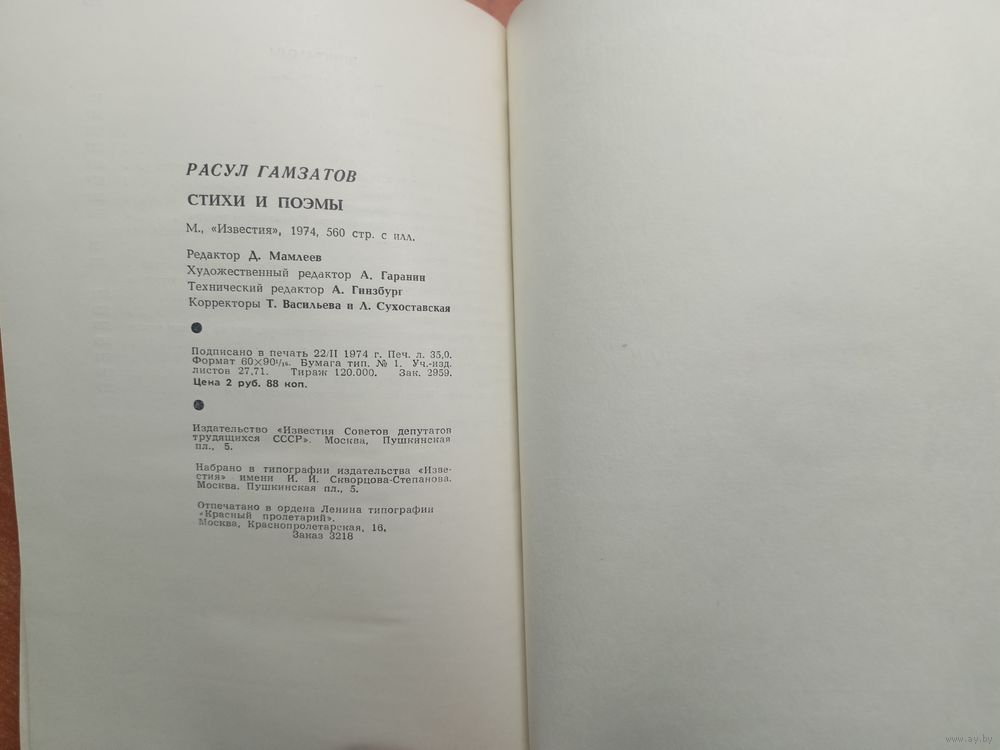 РАСУЛ ГАМЗАТОВ
СТИХИ И ПОЭМЫ
М., «Известия», 1974, 560 стр. с илл.
Редактор Д. Мамлеев
Художественный редактор А. Гаранин
Технический редактор А. Гинзбург
Корректоры Т. Васильева и Л. Сухоставская
Подписано в печать 22/II 1974 г. Печ. л. 35,0.
Формат 60×90¹/₁₆. Бумага тип. № 1. Уч.-изд.
листов 27,71. Тираж 120.000. Зак. 2959.
Цена 2 руб. 88 коп.
Издательство «Известия Советов депутатов
трудящихся СССР». Москва, Пушкинская
пл., 5.
Набрано в типографии издательства «Изве-
стия» имени И. И. Скворцова-Степанова.
Москва. Пушкинская пл., 5.
Отпечатано в ордена Ленина типографии
«Красный пролетарий».
Москва, Краснопролетарская, 16.
Заказ 3218
www.ay.by